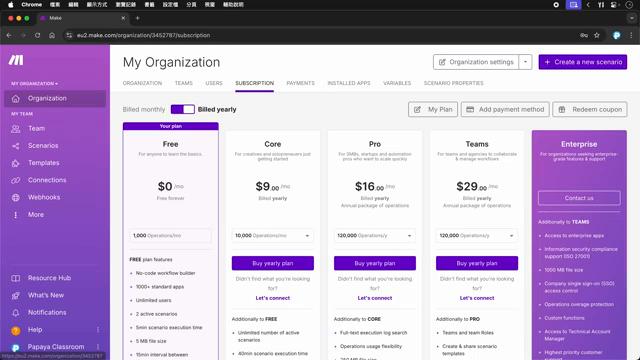 Chrome 檔案 編輯 顯示方式 瀏覽記錄 書籤 設定檔 分頁 視窗 輔助說明
Make
eu2.make.com/organization/3452787/subscription
MY ORGANIZATION
Organization
MY TEAM
Team
Scenarios
Templates
Connections
Webhooks
More
Resource Hub
What's New
Notifications
Help
Papaya Classroom
https://eu2.make.com/organization/3452787
My Organization
Organization settings
Create a new scenario
ORGANIZATION TEAMS USERS SUBSCRIPTION PAYMENTS INSTALLED APPS VARIABLES SCENARIO PROPERTIES
Billed monthly Billed yearly
My Plan
Add payment method
Redeem coupon
Your plan
Free
For anyone to learn the basics.
$0 /mo
Free forever
1,000 Operations/mo
FREE plan features
• No-code workflow builder
• 1000+ standard apps
• Unlimited users
• 2 active scenarios
• 5min scenario execution time
• 5 MB file size
• 15min interval between
Core
For creatives and solopreneurs just getting started
$9.00 /mo
Billed yearly
10,000 Operations/mo
Buy yearly plan
Didn't find what you're looking for?
Let's connect
Additionally to FREE
• Unlimited number of active scenarios
• 40min scenario execution time
Pro
For SMBs, startups and automation pros who want to scale quickly
$16.00 /mo
Billed yearly
Annual package of operations
120,000 Operations/y
Buy yearly plan
Didn't find what you're looking for?
Let's connect
Additionally to CORE
• Full-text execution log search
• Operations usage flexibility
Teams
For teams and agencies to collaborate & manage workflows
$29.00 /mo
Billed yearly
Annual package of operations
120,000 Operations/y
Buy yearly plan
Didn't find what you're looking for?
Let's connect
Additionally to PRO
• Teams and team Roles
• Create & share scenario templates
Enterprise
For organizations seeking enterprise-grade features & support
Contact us
Additionally to TEAMS
• Access to enterprise apps
• Information security compliance support (ISO 27001)
• 1000 MB file size
• Company single sign-on (SSO) access control
• Operations overage protection
• Custom functions
• Access to Technical Account Manager
• Highest priority customer